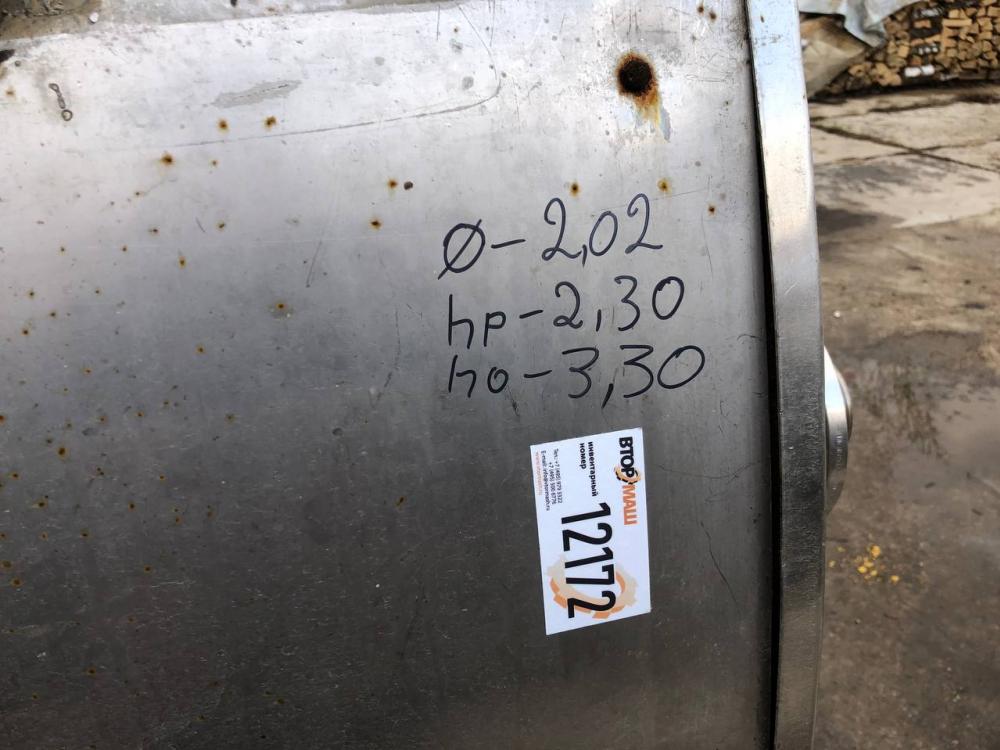 Ø-2,02
hp-2,30
ho-3,30
ВТОРМАШ
инвентарный
номер
12172